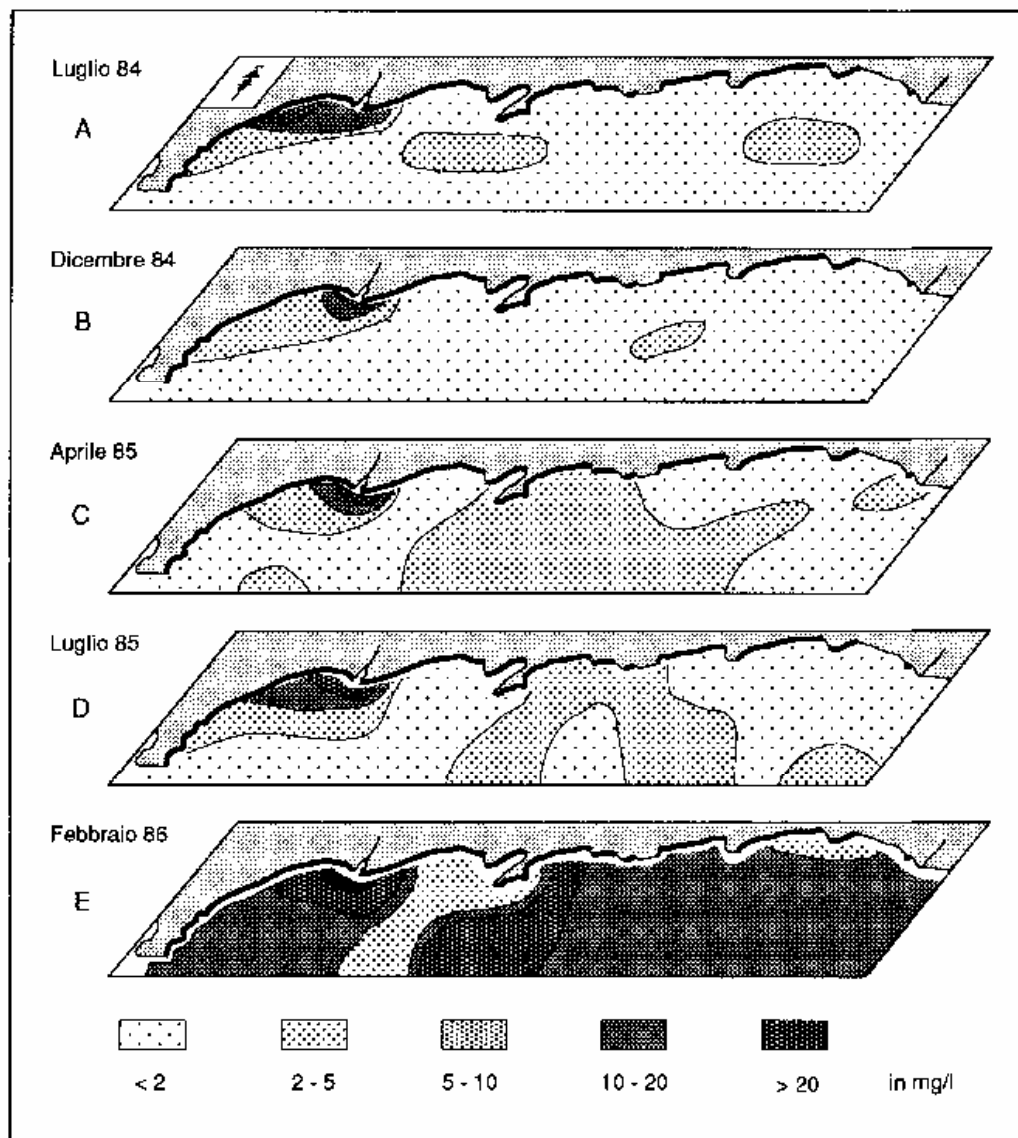 Luglio 84
A
Dicembre 84
B
Aprile 85
C
Luglio 85
D
Febbraio 86
E
< 2 2 - 5 5 - 10 10 - 20 > 20 in mg/l